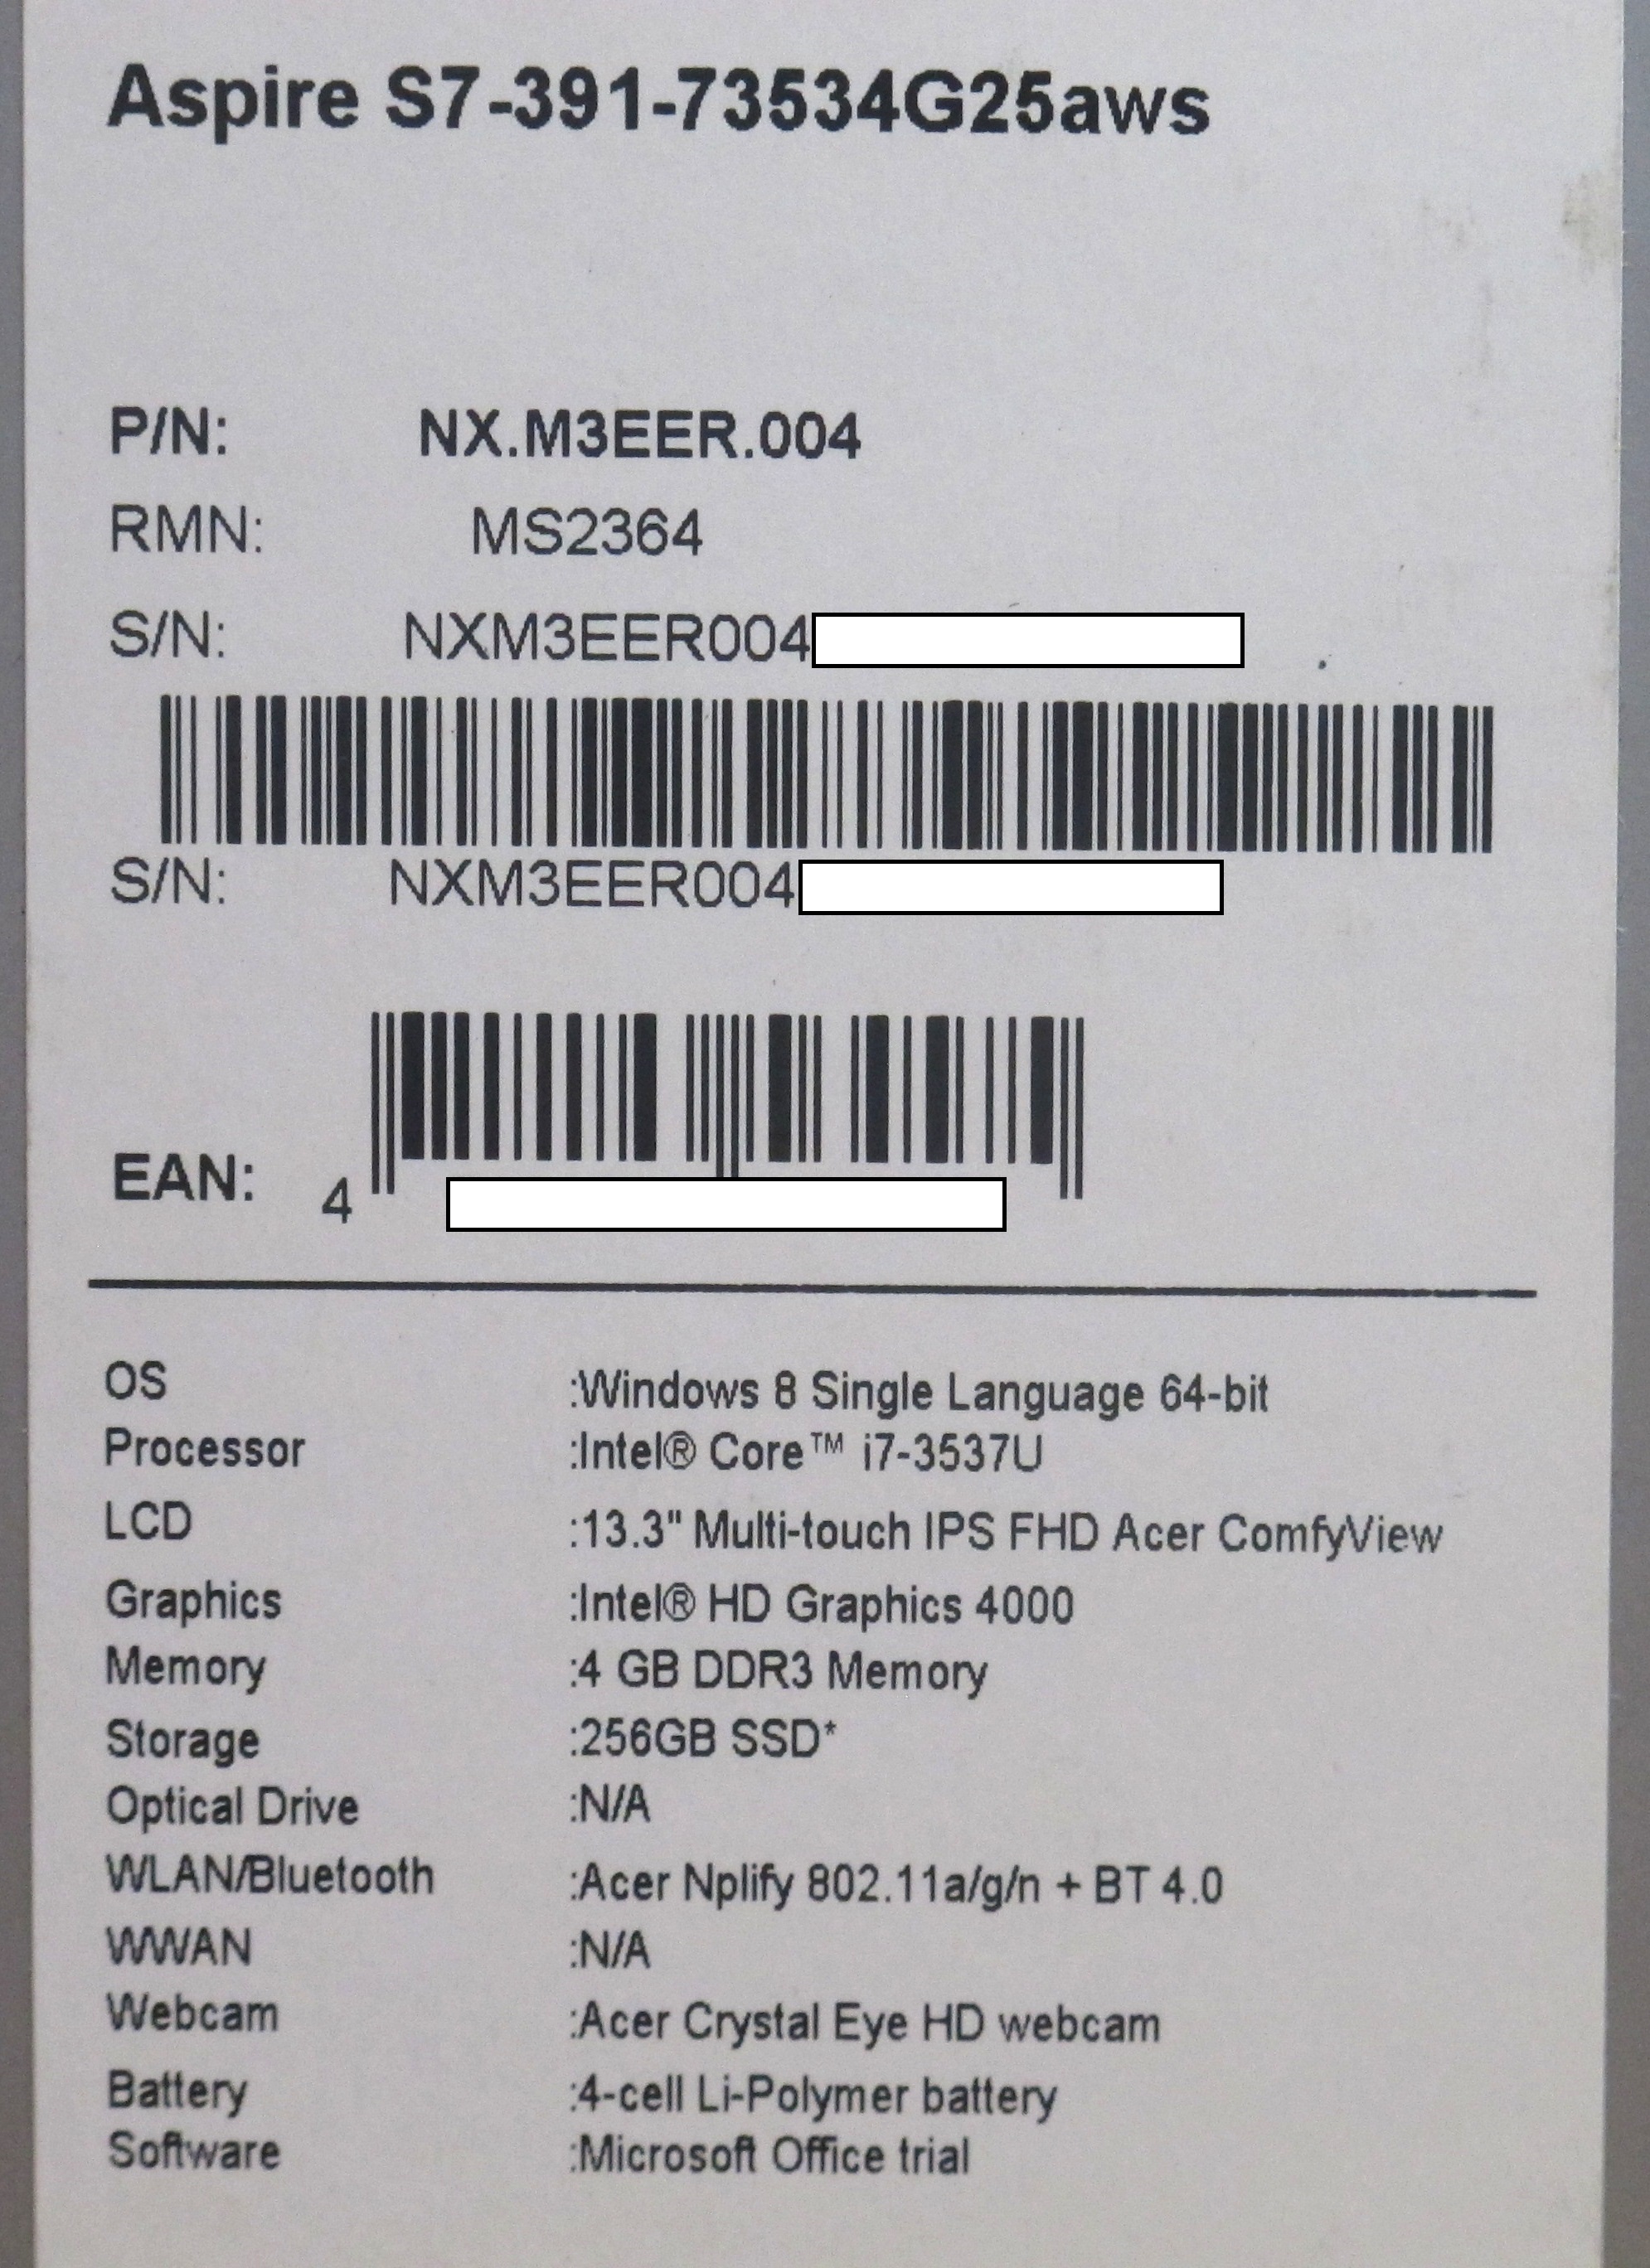 Aspire S7-391-73534G25aws
P/N: NX.M3EER.004
RMN: MS2364
S/N: NXM3EER004
S/N: NXM3EER004
EAN: 4
OS :Windows 8 Single Language 64-bit
Processor :Intel® Core™ i7-3537U
LCD :13.3" Multi-touch IPS FHD Acer ComfyView
Graphics :Intel® HD Graphics 4000
Memory :4 GB DDR3 Memory
Storage :256GB SSD*
Optical Drive :N/A
WLAN/Bluetooth :Acer Nplify 802.11a/g/n + BT 4.0
WWAN :N/A
Webcam :Acer Crystal Eye HD webcam
Battery :4-cell Li-Polymer battery
Software :Microsoft Office trial